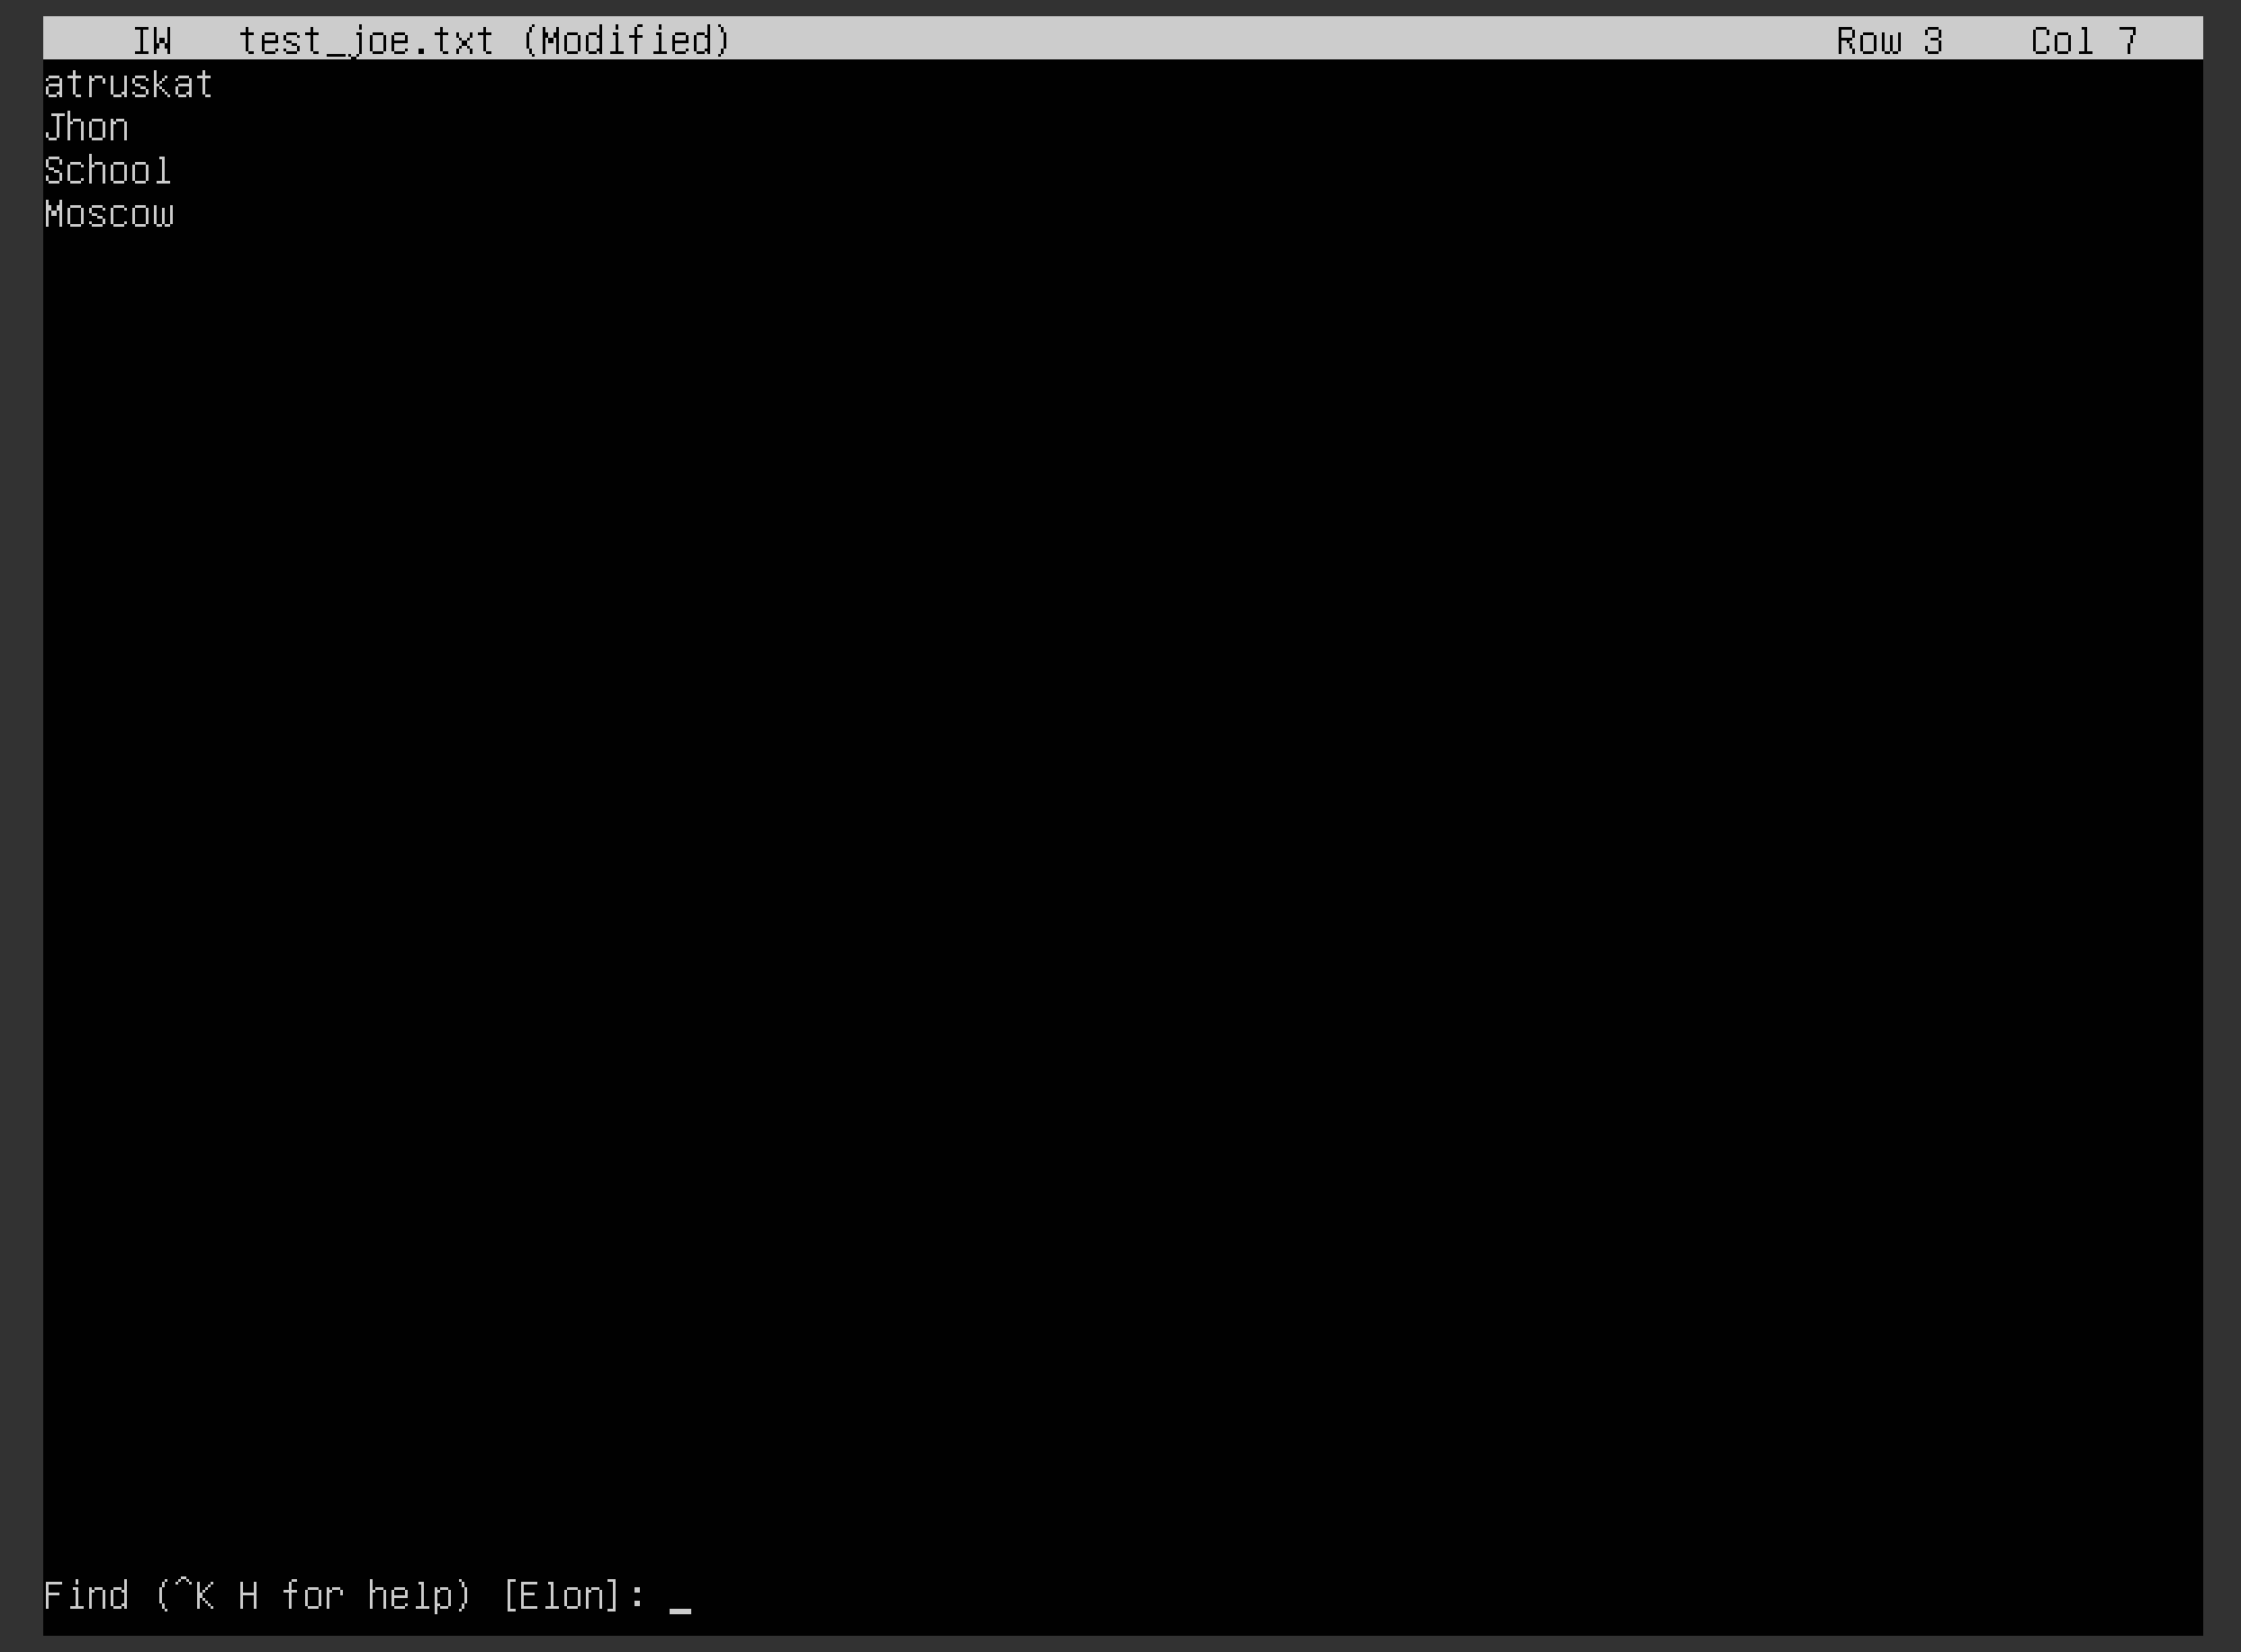 IW   test_joe.txt (Modified)                                                   Row 3    Col 7
atruskat
Jhon
School
Moscow
Find (^K H for help) [Elon]: _